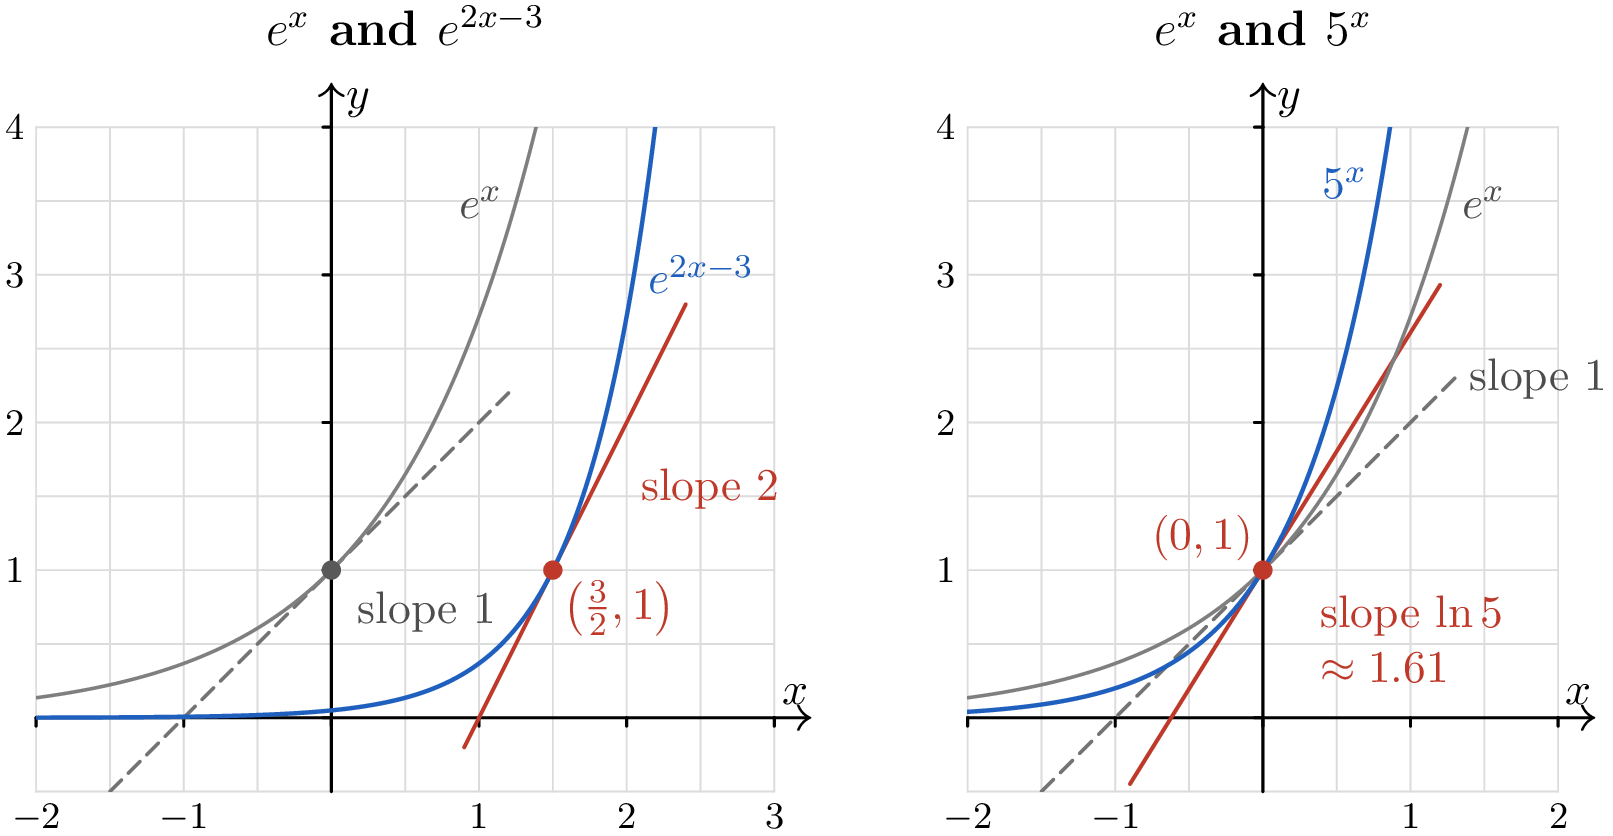 e^x and e^{2x−3}
y
4
3
2
1
e^x
e^{2x−3}
slope 2
slope 1
(3/2, 1)
x
−2 −1 1 2 3
e^x and 5^x
y
4
3
2
1
5^x
e^x
slope 1
(0, 1)
slope ln 5
≈ 1.61
x
−2 −1 1 2